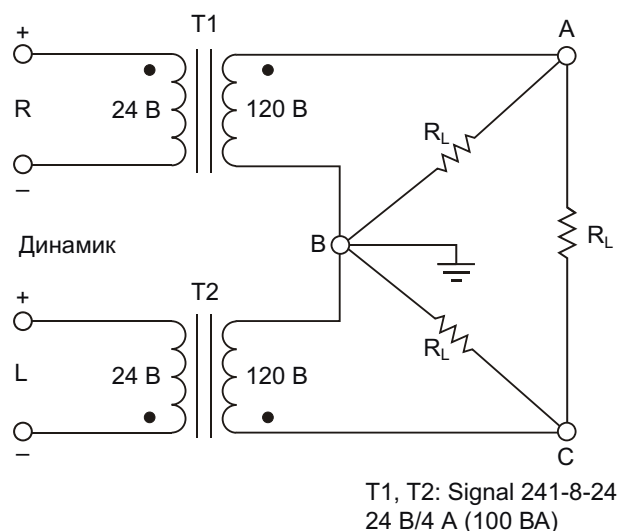 T1
A
+
R
24 В
120 В
R_L
–
B
R_L
Динамик
T2
R_L
+
L
24 В
120 В
–
C
T1, T2: Signal 241-8-24
24 В/4 А (100 ВА)